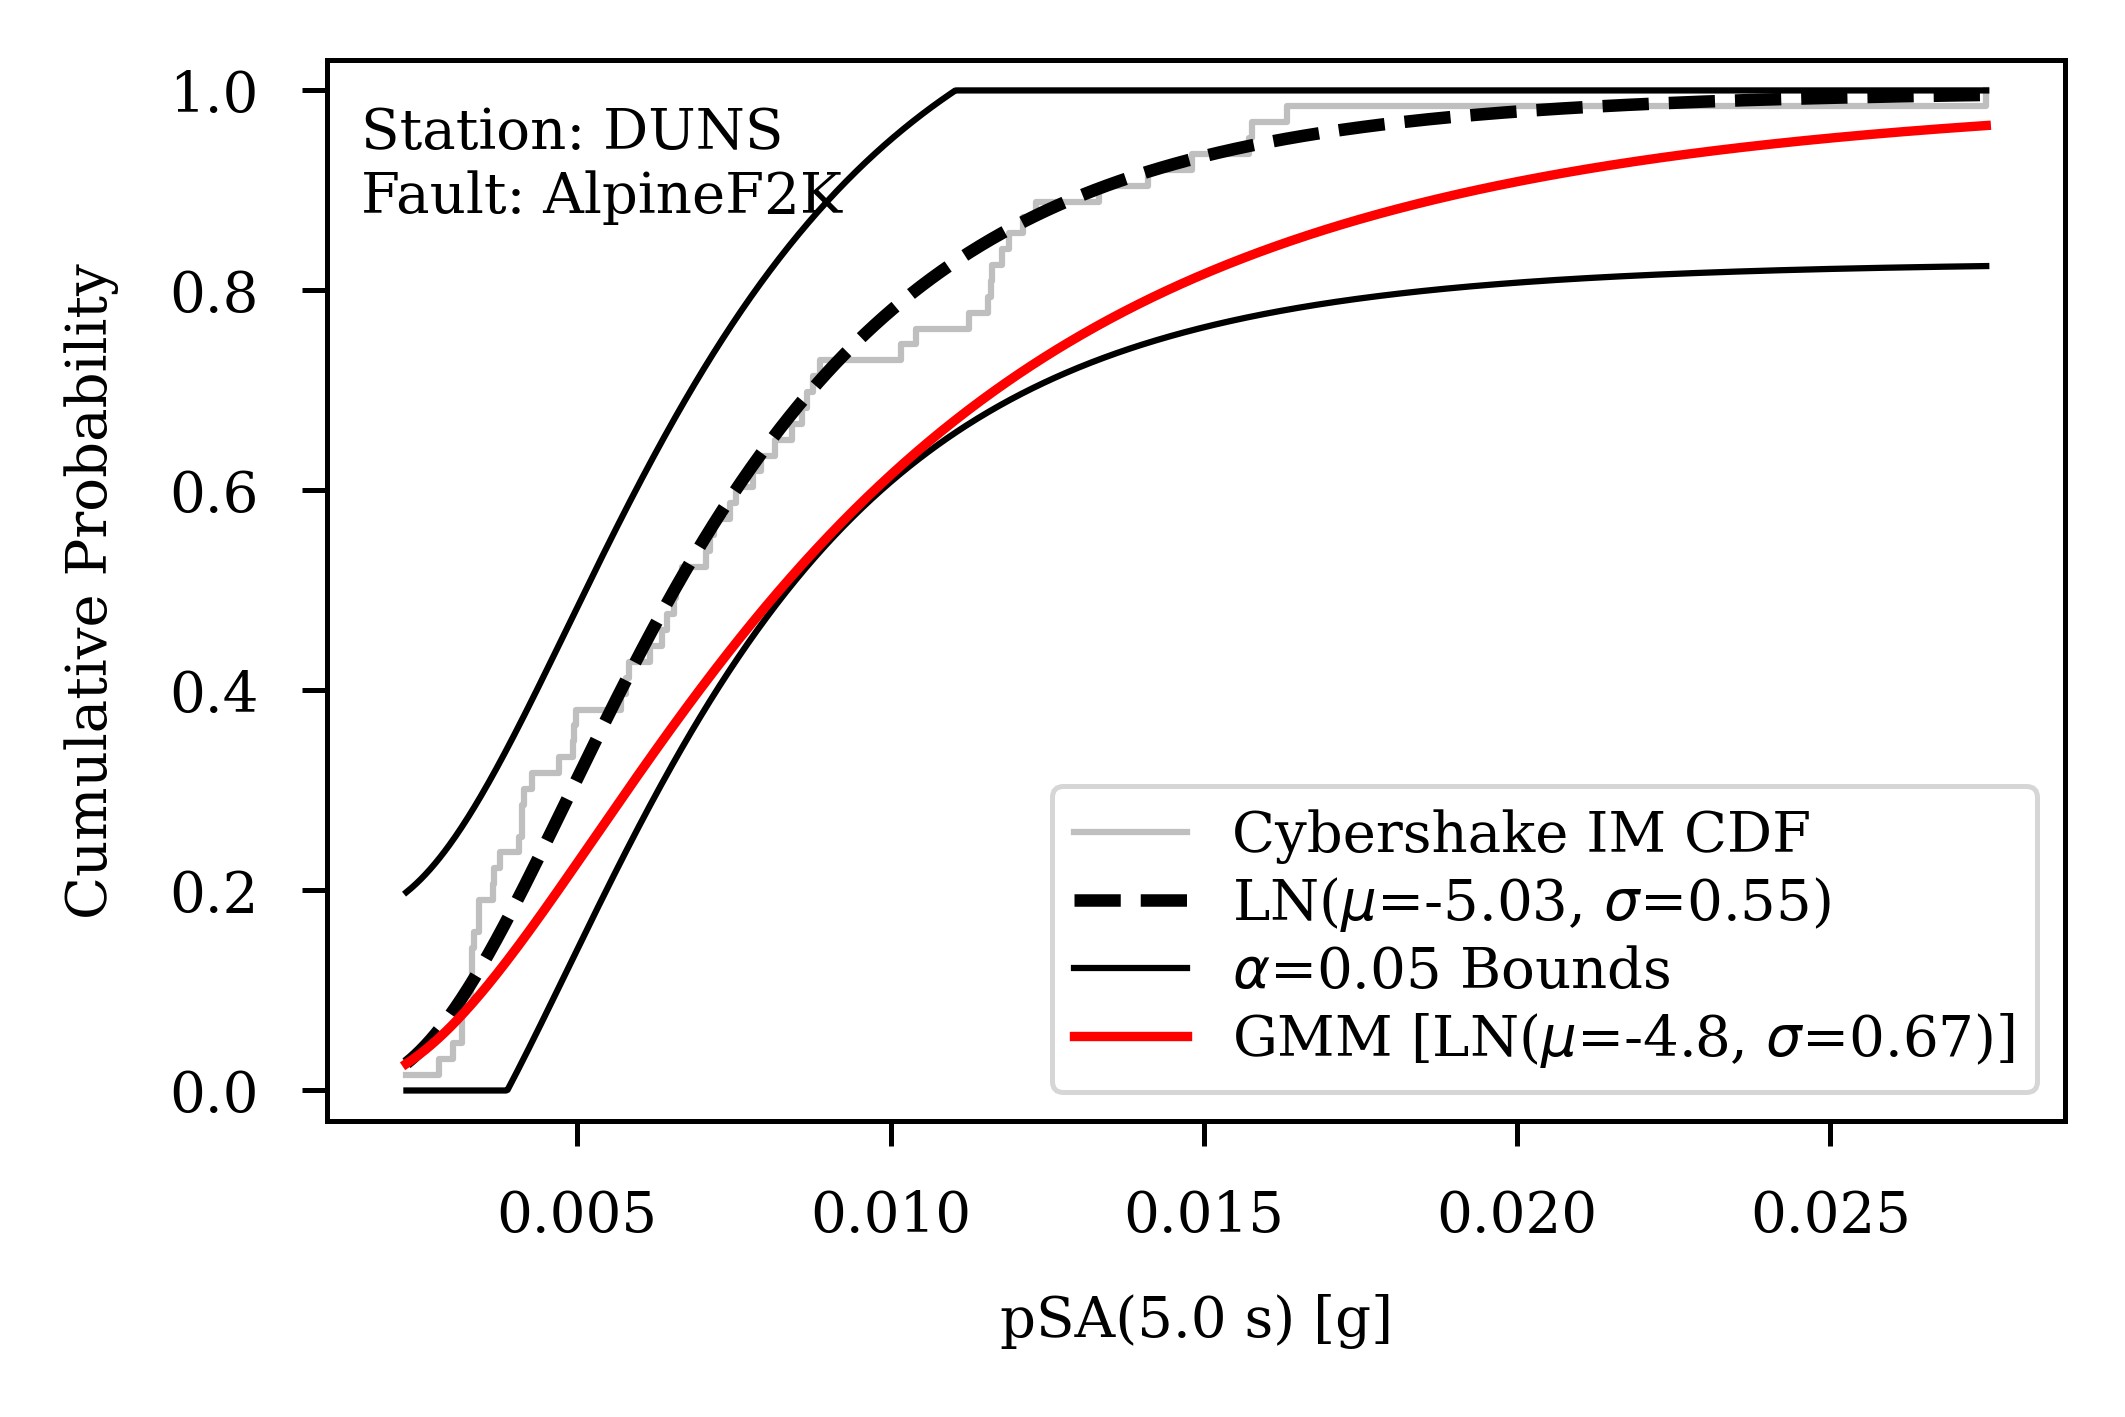 Station: DUNS
Fault: AlpineF2K
Cumulative Probability
1.0
0.8
0.6
0.4
0.2
0.0
Cybershake IM CDF
LN(μ=-5.03, σ=0.55)
α=0.05 Bounds
GMM [LN(μ=-4.8, σ=0.67)]
0.005 0.010 0.015 0.020 0.025
pSA(5.0 s) [g]